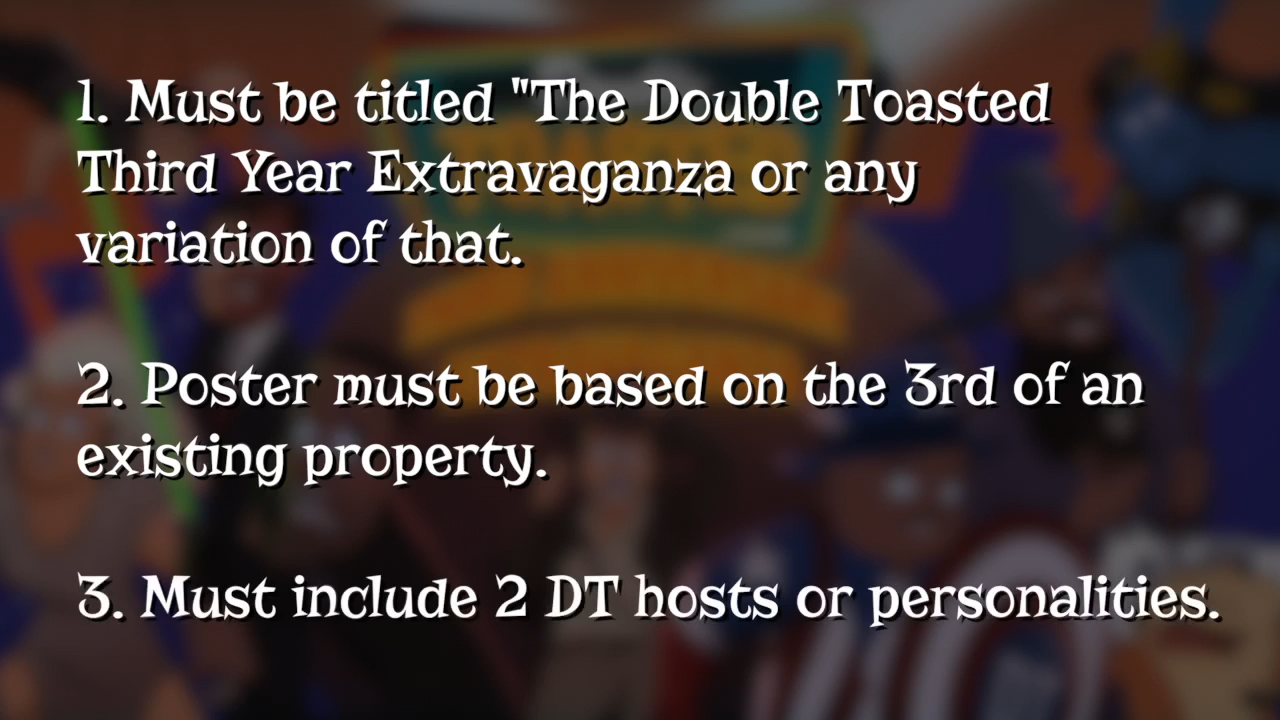 1. Must be titled "The Double Toasted
Third Year Extravaganza or any
variation of that.
2. Poster must be based on the 3rd of an
existing property.
3. Must include 2 DT hosts or personalities.